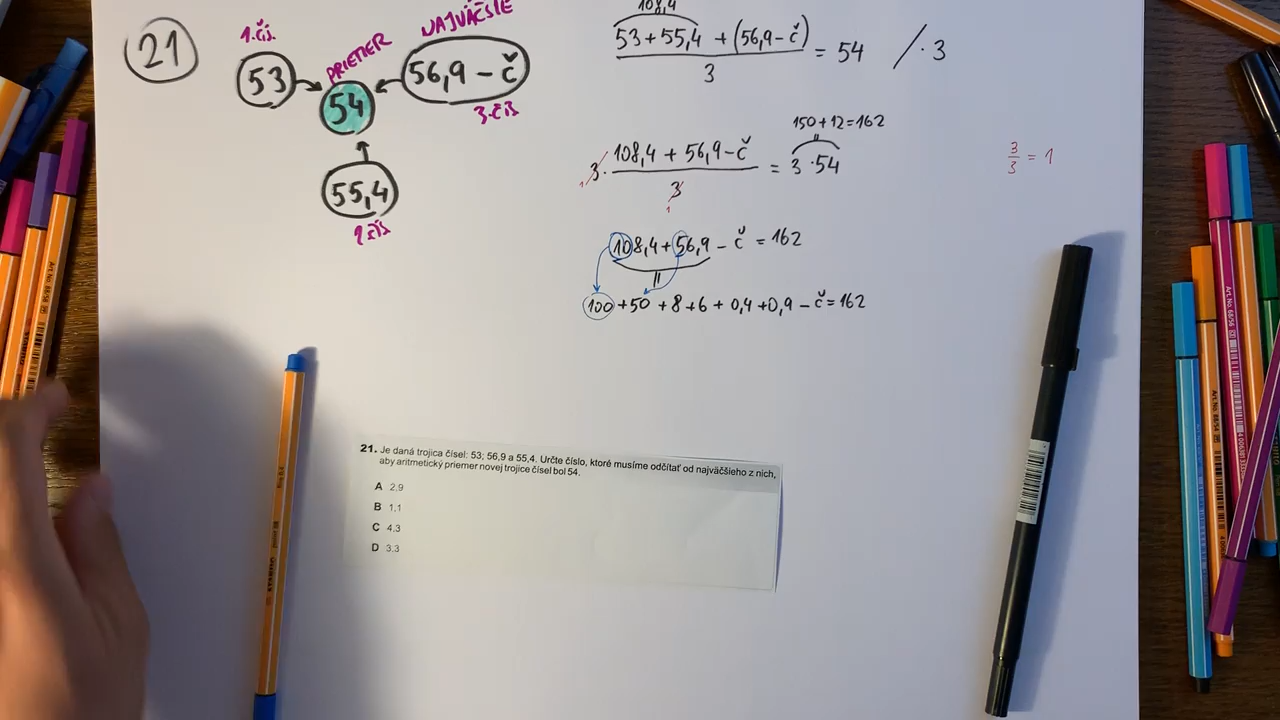 21
1.čís.
53
PRIEMER
54
NAJVÄČŠIE
56,9 - č
3.čís
55,4
2.čís
108,4
53+55,4 + (56,9 - č)
3
= 54 / · 3
150+12=162
3 · 108,4 + 56,9 - č
3
= 3 · 54
1
1
3/3 = 1
108,4 + 56,9 - č = 162
100 + 50 + 8 + 6 + 0,4 + 0,9 - č = 162
21. Je daná trojica čísel: 53; 56,9 a 55,4. Určte číslo, ktoré musíme odčítať od najväčšieho z nich,
aby aritmetický priemer novej trojice čísel bol 54.
A 2,9
B 1,1
C 4,3
D 3,3